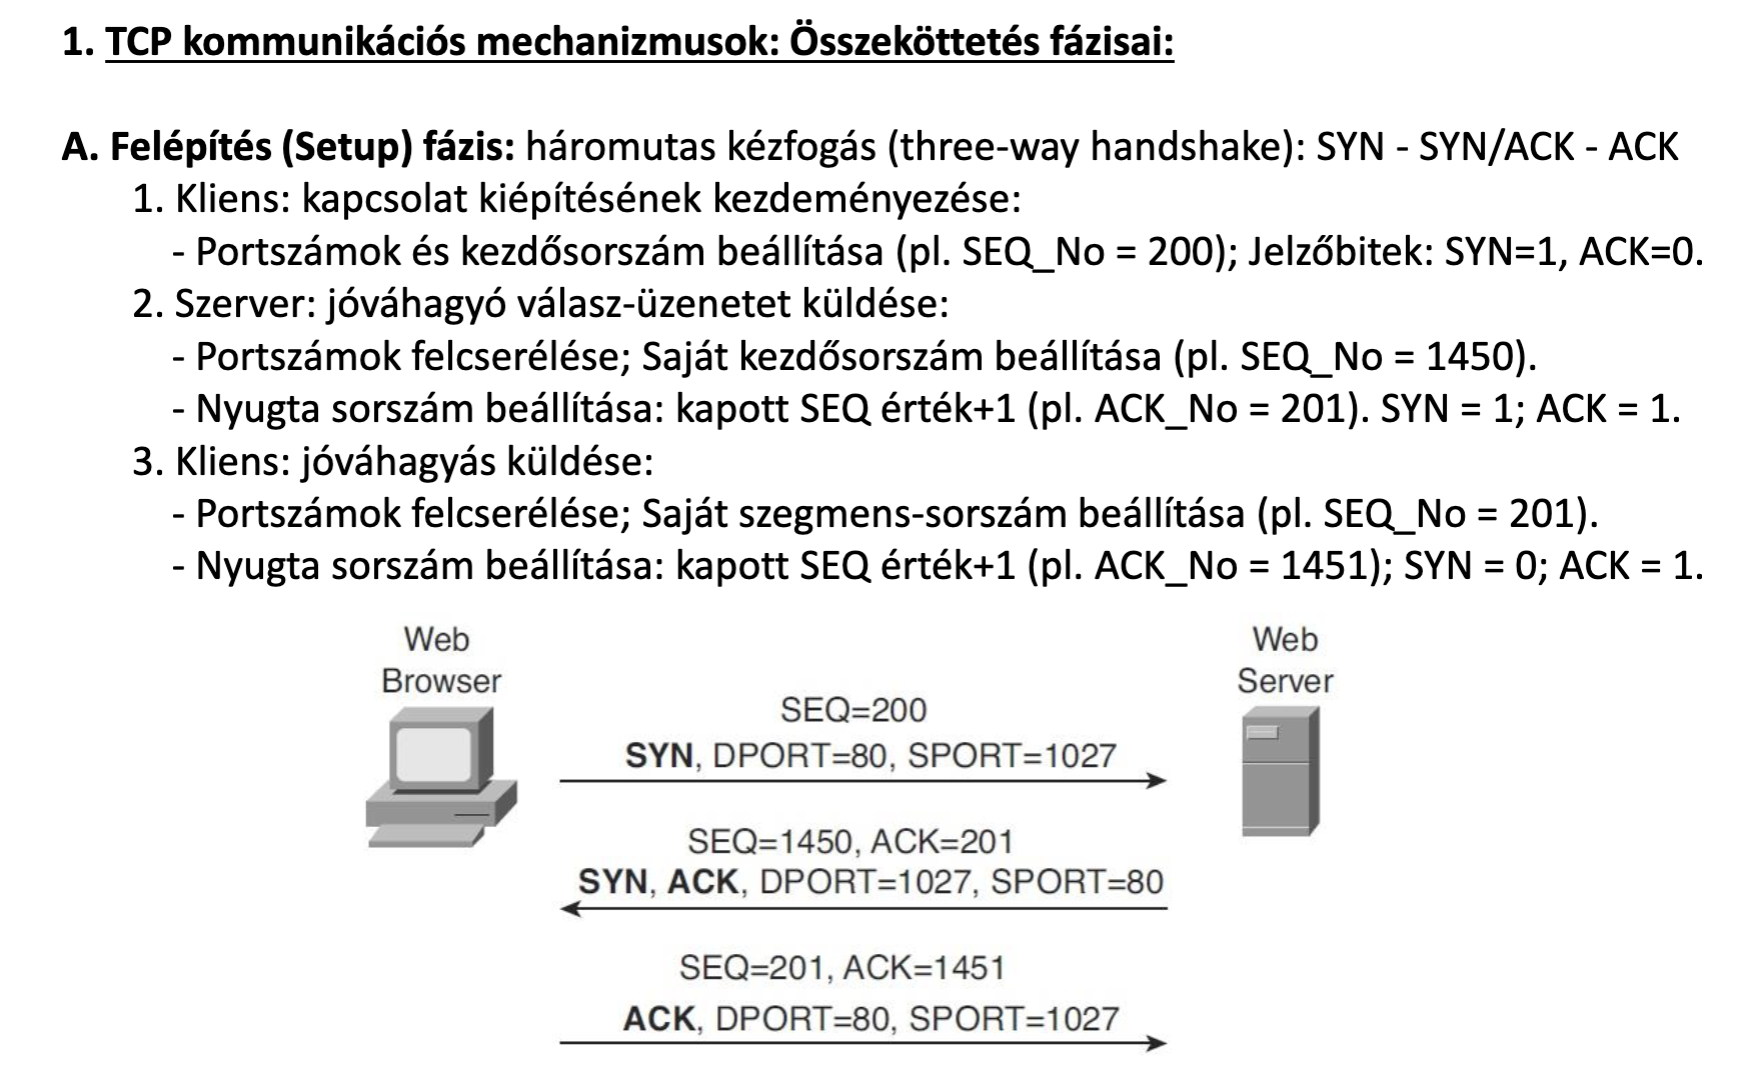 1. TCP kommunikációs mechanizmusok: Összeköttetés fázisai:
A. Felépítés (Setup) fázis: háromutas kézfogás (three-way handshake): SYN - SYN/ACK - ACK
1. Kliens: kapcsolat kiépítésének kezdeményezése:
- Portszámok és kezdősorszám beállítása (pl. SEQ_No = 200); Jelzőbitek: SYN=1, ACK=0.
2. Szerver: jóváhagyó válasz-üzenetet küldése:
- Portszámok felcserélése; Saját kezdősorszám beállítása (pl. SEQ_No = 1450).
- Nyugta sorszám beállítása: kapott SEQ érték+1 (pl. ACK_No = 201). SYN = 1; ACK = 1.
3. Kliens: jóváhagyás küldése:
- Portszámok felcserélése; Saját szegmens-sorszám beállítása (pl. SEQ_No = 201).
- Nyugta sorszám beállítása: kapott SEQ érték+1 (pl. ACK_No = 1451); SYN = 0; ACK = 1.
Web
Browser
Web
Server
SEQ=200
SYN, DPORT=80, SPORT=1027
SEQ=1450, ACK=201
SYN, ACK, DPORT=1027, SPORT=80
SEQ=201, ACK=1451
ACK, DPORT=80, SPORT=1027